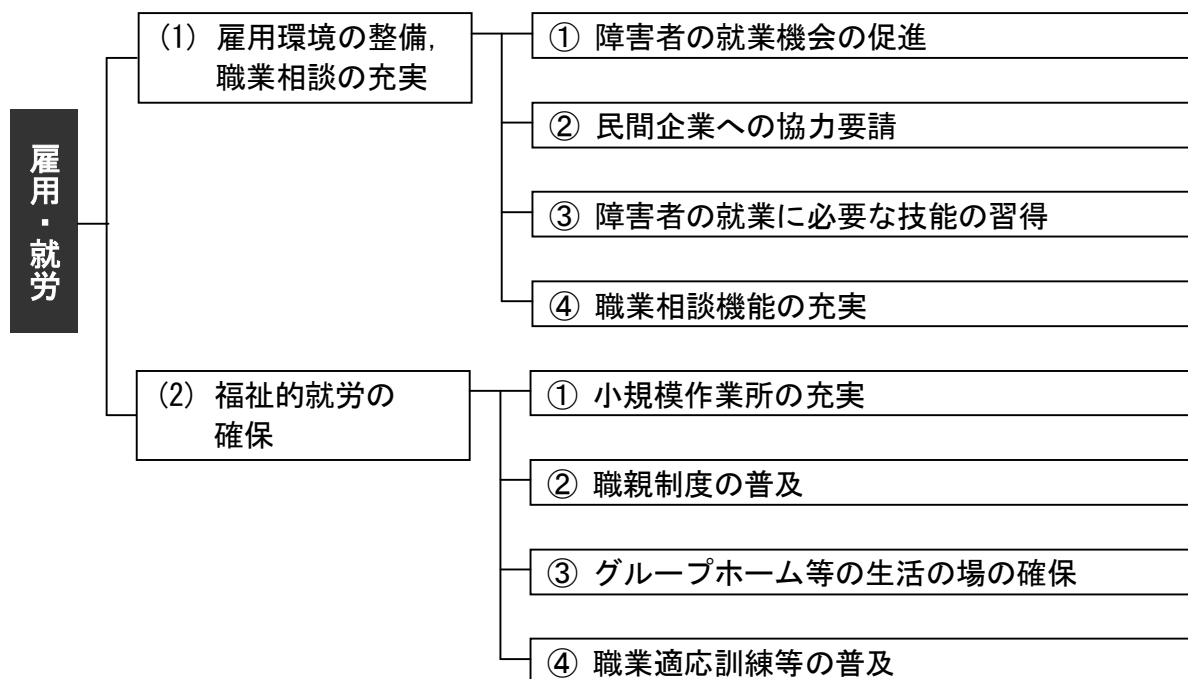 雇用・就労
(1) 雇用環境の整備,
職業相談の充実
① 障害者の就業機会の促進
② 民間企業への協力要請
③ 障害者の就業に必要な技能の習得
④ 職業相談機能の充実
(2) 福祉的就労の
確保
① 小規模作業所の充実
② 職親制度の普及
③ グループホーム等の生活の場の確保
④ 職業適応訓練等の普及